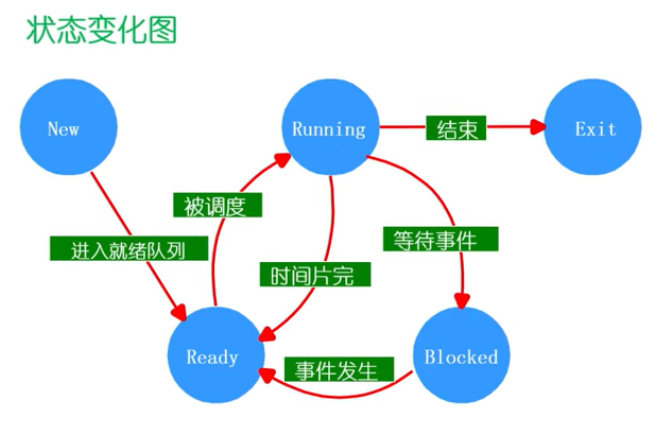 状态变化图
New
Running
结束
Exit
被调度
进入就绪队列
等待事件
时间片完
Ready
事件发生
Blocked